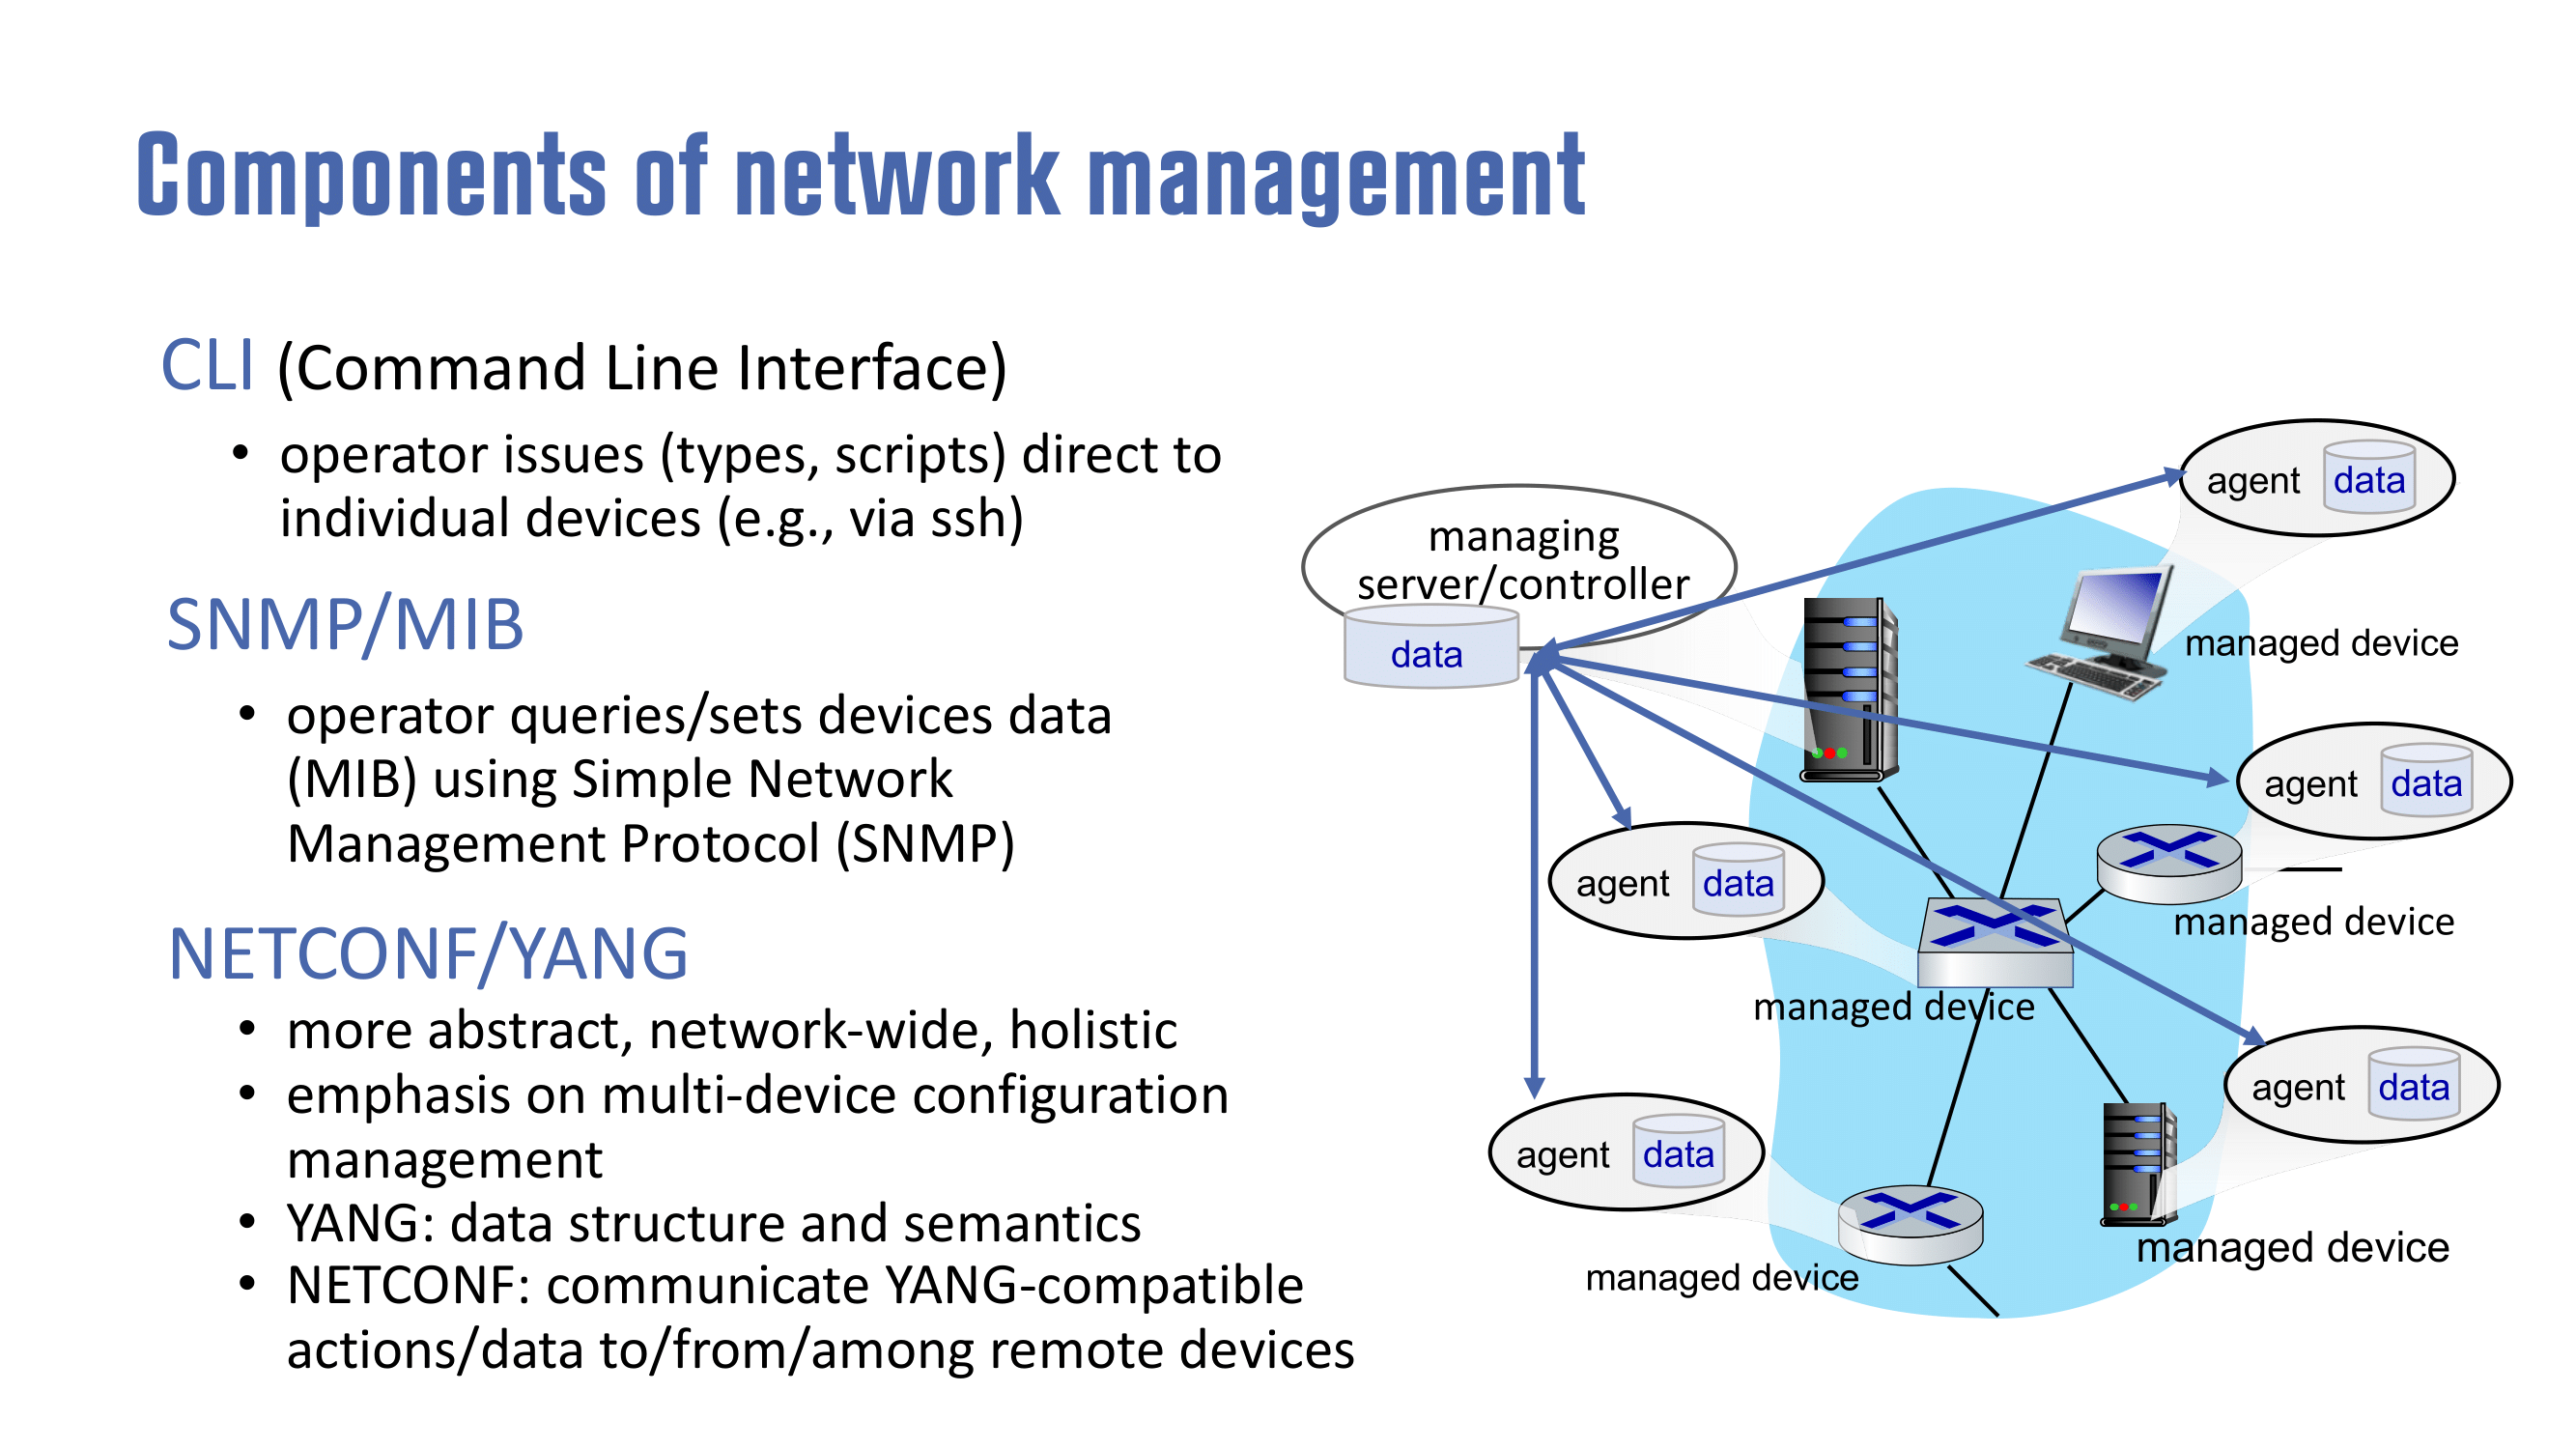 Components of network management
CLI (Command Line Interface)
• operator issues (types, scripts) direct to
individual devices (e.g., via ssh)
SNMP/MIB
• operator queries/sets devices data
(MIB) using Simple Network
Management Protocol (SNMP)
NETCONF/YANG
• more abstract, network-wide, holistic
• emphasis on multi-device configuration
management
• YANG: data structure and semantics
• NETCONF: communicate YANG-compatible
actions/data to/from/among remote devices
managing
server/controller
data
agent data
managed device
agent data
managed device
agent data
managed device
agent data
managed device
agent data
managed device